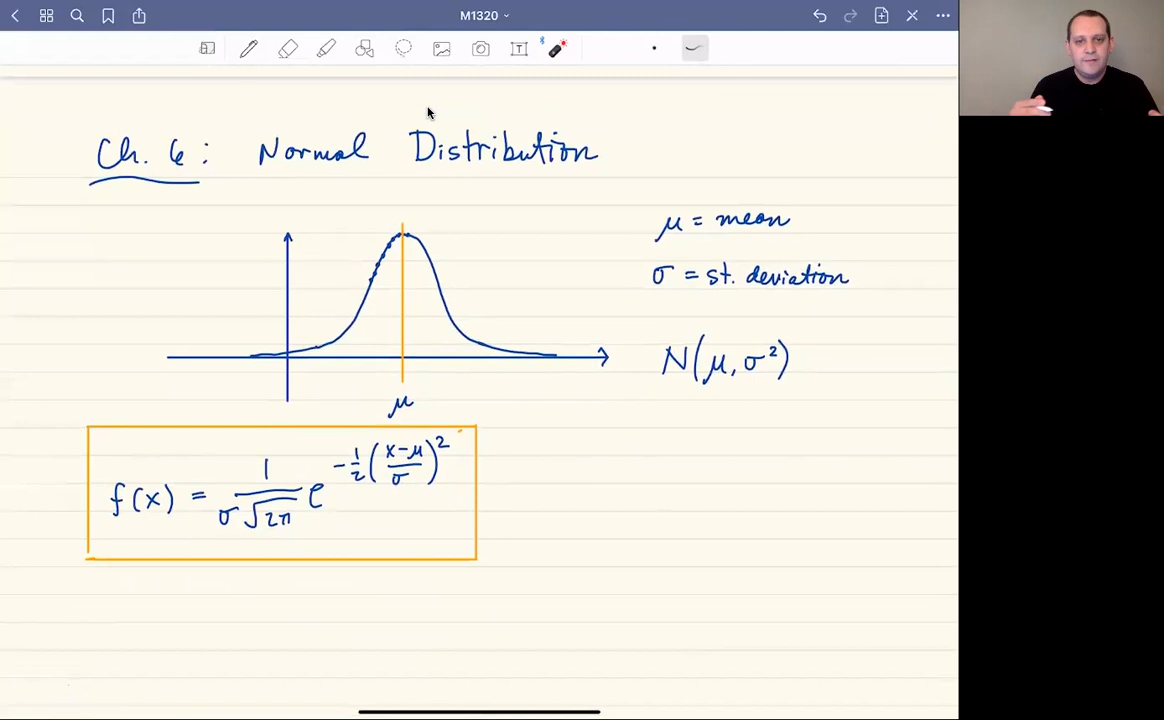 M1320
Ch. 6: Normal Distribution
μ = mean
σ = st. deviation
N(μ, σ²)
μ
f(x) = 1/(σ√2π) e^(-1/2((x-μ)/σ)²)